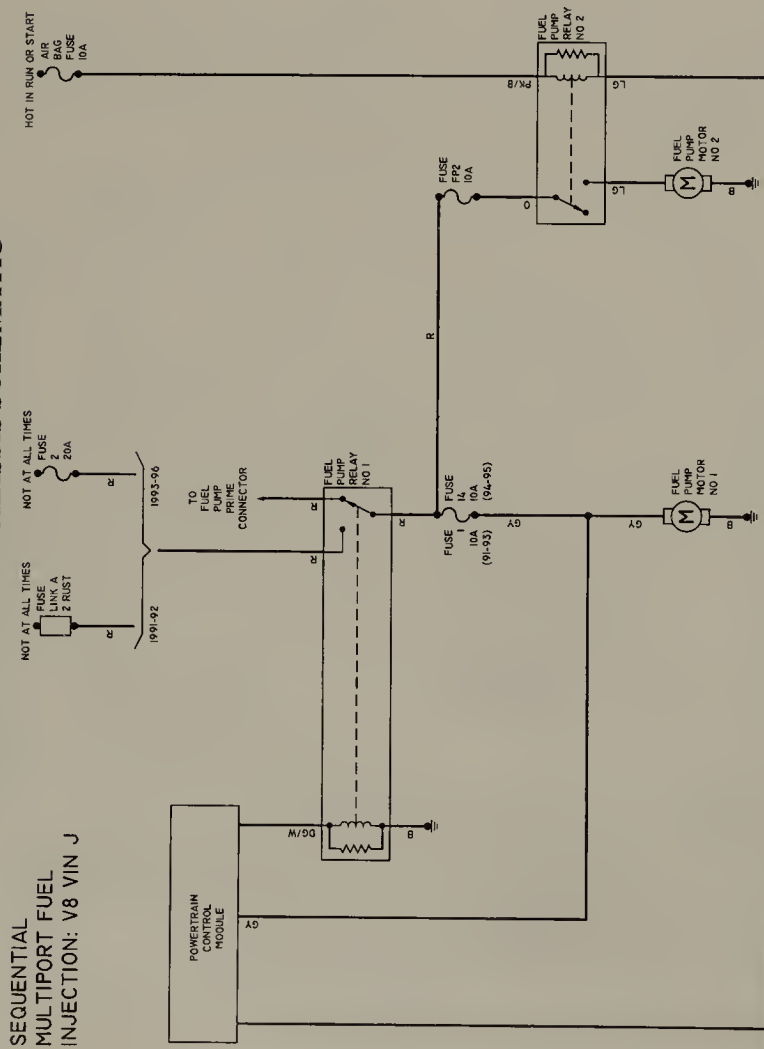 SEQUENTIAL
MULTIPORT FUEL
INJECTION: V8 VIN J
HOT IN RUN OR START
AIR
BAG
FUSE
10A
NOT AT ALL TIMES
FUSE
LINK A
2 RUST
NOT AT ALL TIMES
FUSE
2
20A
R
R
1991-92
1993-96
TO
FUEL
PUMP
PRIME
CONNECTOR
R
R
FUEL
PUMP
RELAY
NO 1
POWERTRAIN
CONTROL
MODULE
DG/W
B
GY
R
R
FUSE
1
10A
(91-93)
FUSE
14
10A
(94-95)
GY
GY
M
FUEL
PUMP
MOTOR
NO 1
B
FUSE
FP2
10A
O
PK/B
FUEL
PUMP
RELAY
NO 2
LG
LG
M
FUEL
PUMP
MOTOR
NO 2
B